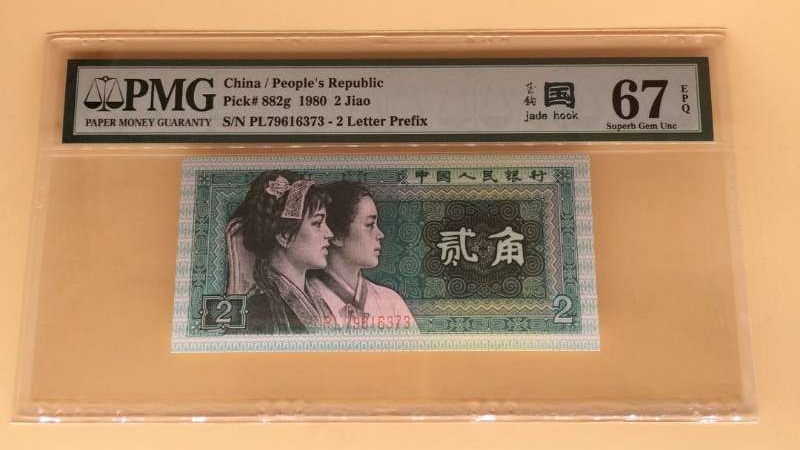 PMG
PAPER MONEY GUARANTY
China / People's Republic
Pick# 882g 1980 2 Jiao
S/N PL79616373 - 2 Letter Prefix
玉钩
国
jade hook
67
EPQ
Superb Gem Unc
中国人民银行
贰角
2
PL79616373
2